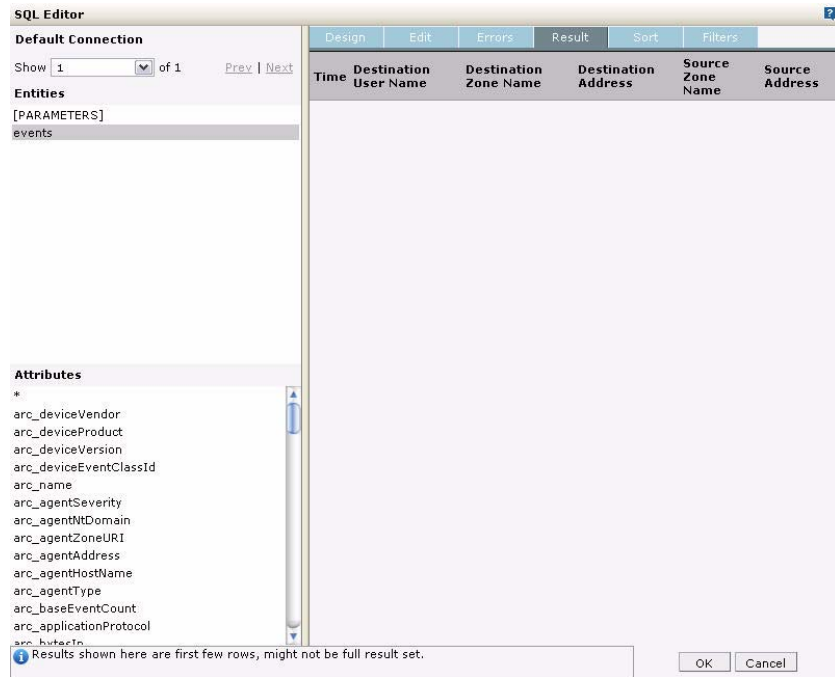 SQL Editor
?
Default Connection
Show 1 of 1 Prev | Next
Entities
[PARAMETERS]
events
Attributes
*
arc_deviceVendor
arc_deviceProduct
arc_deviceVersion
arc_deviceEventClassId
arc_name
arc_agentSeverity
arc_agentNtDomain
arc_agentZoneURI
arc_agentAddress
arc_agentHostName
arc_agentType
arc_baseEventCount
arc_applicationProtocol
arc_bytesIn
Design Edit Errors Result Sort Filters
Time Destination User Name Destination Zone Name Destination Address Source Zone Name Source Address
Results shown here are first few rows, might not be full result set.
OK Cancel